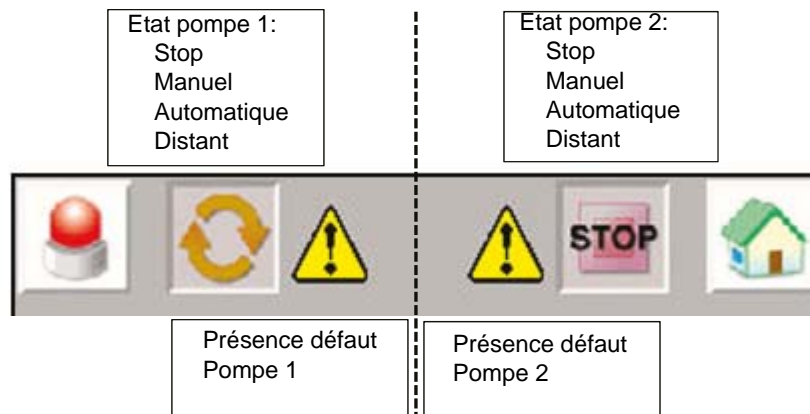 Etat pompe 1:
Stop
Manuel
Automatique
Distant
Etat pompe 2:
Stop
Manuel
Automatique
Distant
STOP
Présence défaut
Pompe 1
Présence défaut
Pompe 2